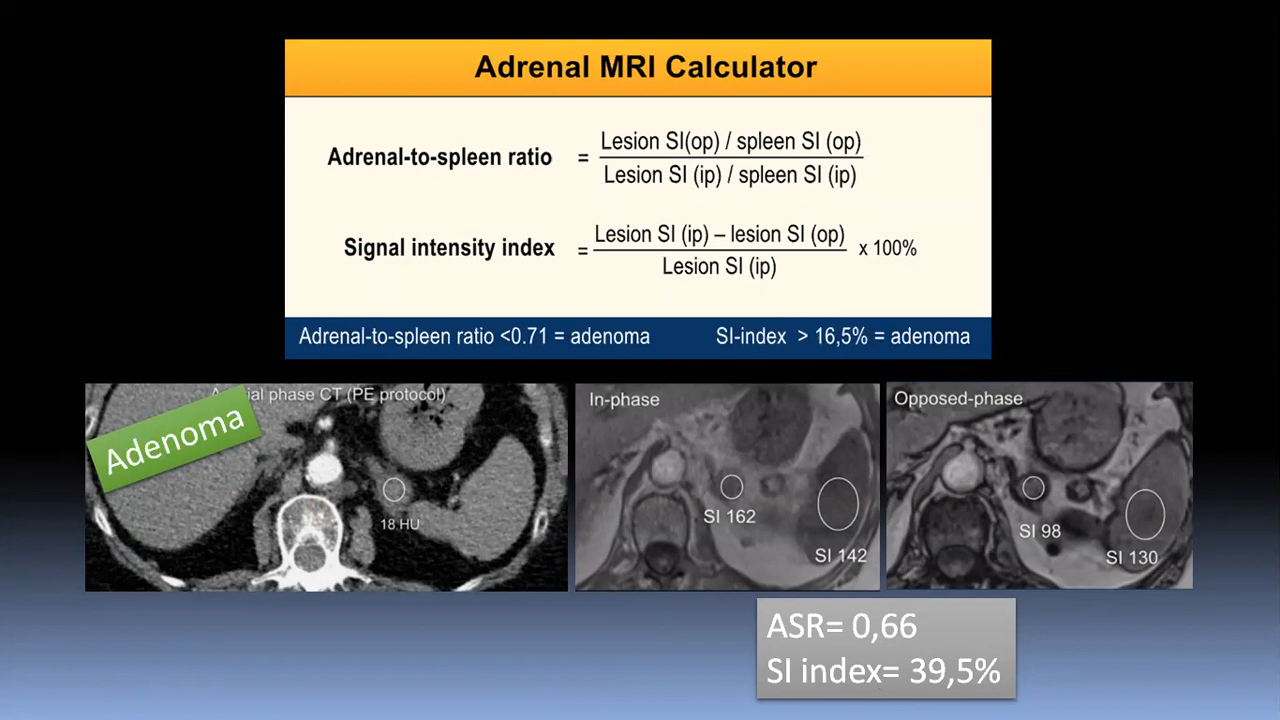 Adrenal MRI Calculator
Adrenal-to-spleen ratio = Lesion SI(op) / spleen SI (op)
Lesion SI (ip) / spleen SI (ip)
Signal intensity index = Lesion SI (ip) – lesion SI (op) x 100%
Lesion SI (ip)
Adrenal-to-spleen ratio <0.71 = adenoma SI-index > 16,5% = adenoma
phase CT (PE protocol)
Adenoma
18 HU
In-phase
SI 162
SI 142
Opposed-phase
SI 98
SI 130
ASR= 0,66
SI index= 39,5%